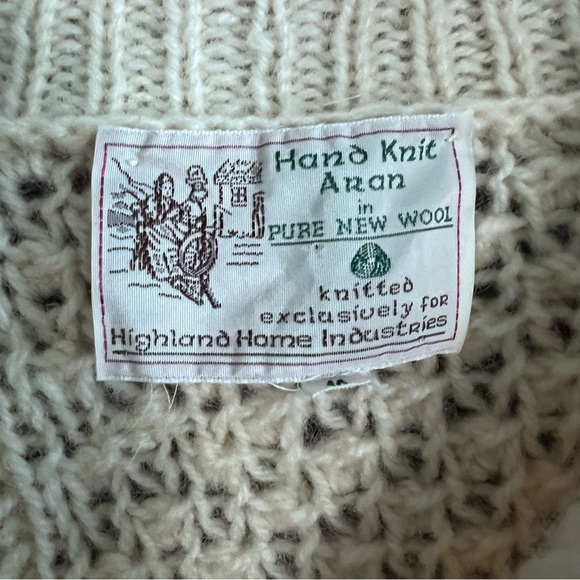 Hand Knit
Aran
in
PURE NEW WOOL
knitted
exclusively for
Highland Home Industries